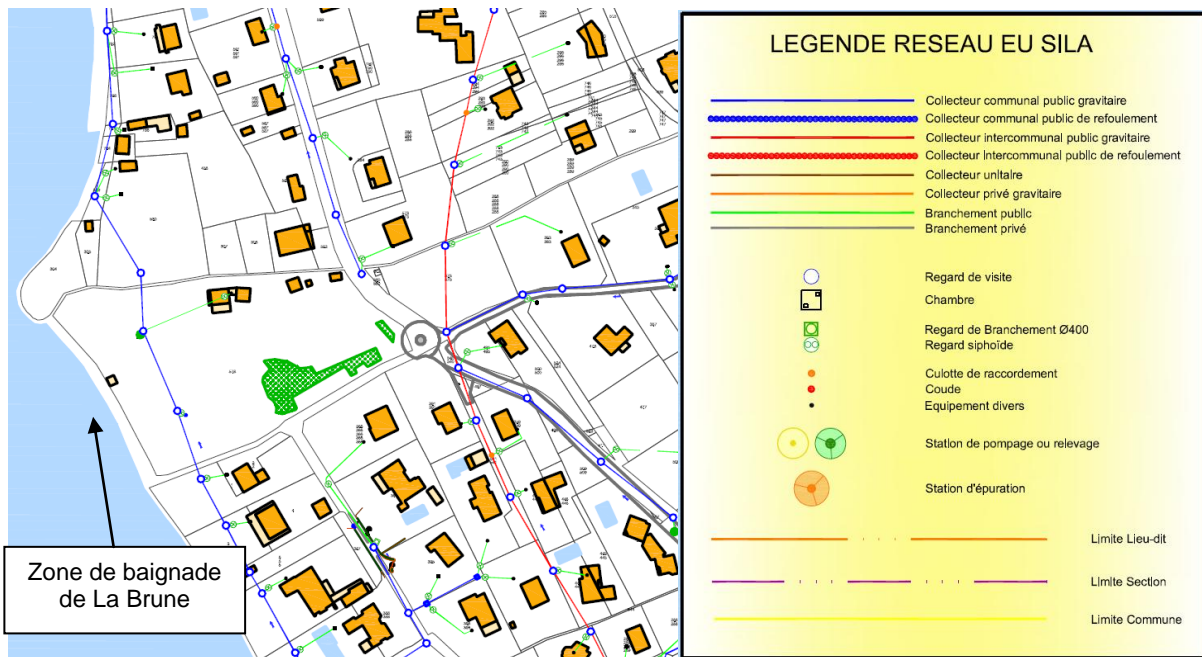 Zone de baignade
de La Brune
LEGENDE RESEAU EU SILA
Collecteur communal public gravitaire
Collecteur communal public de refoulement
Collecteur intercommunal public gravitaire
Collecteur Intercommunal public de refoulement
Collecteur unitaire
Collecteur privé gravitaire
Branchement public
Branchement privé
Regard de visite
Chambre
Regard de Branchement Ø400
Regard siphoïde
Culotte de raccordement
Coude
Equipement divers
Station de pompage ou relevage
Station d'épuration
Limite Lieu-dit
Limite Section
Limite Commune